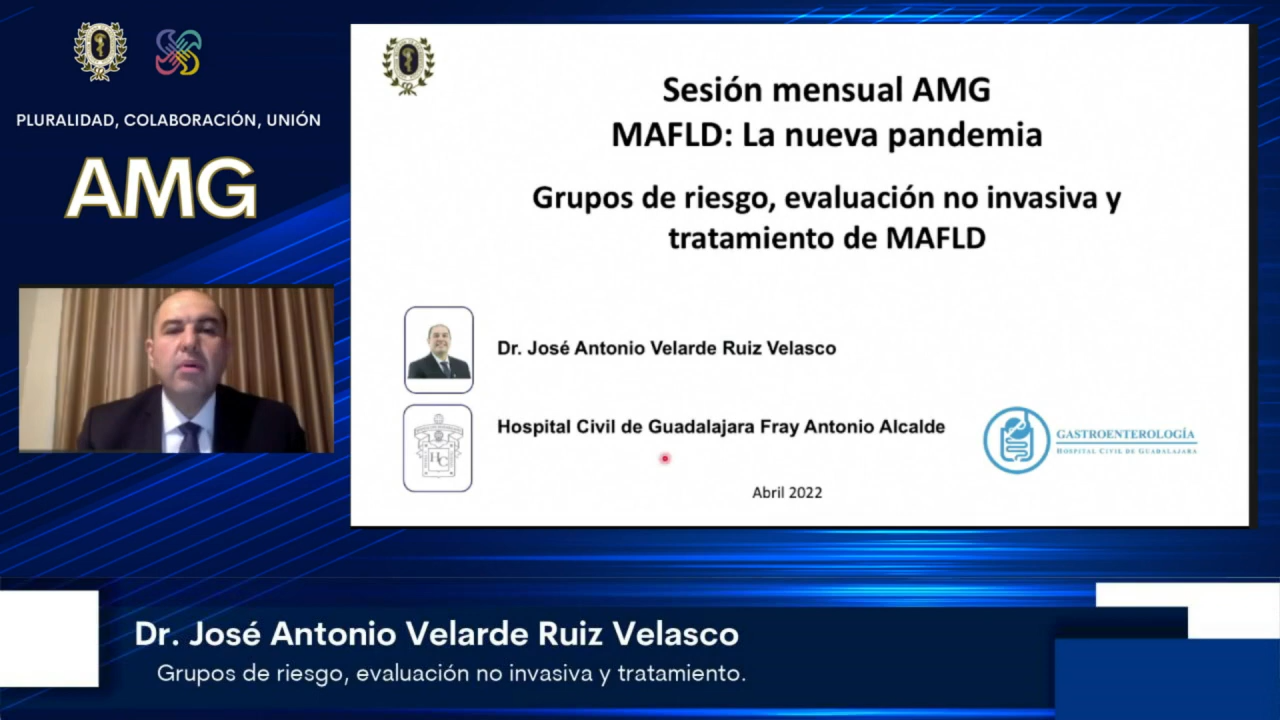 PLURALIDAD, COLABORACIÓN, UNIÓN
AMG
Sesión mensual AMG
MAFLD: La nueva pandemia
Grupos de riesgo, evaluación no invasiva y
tratamiento de MAFLD
Dr. José Antonio Velarde Ruiz Velasco
Hospital Civil de Guadalajara Fray Antonio Alcalde
HC
GASTROENTEROLOGÍA
HOSPITAL CIVIL DE GUADALAJARA
Abril 2022
Dr. José Antonio Velarde Ruiz Velasco
Grupos de riesgo, evaluación no invasiva y tratamiento.